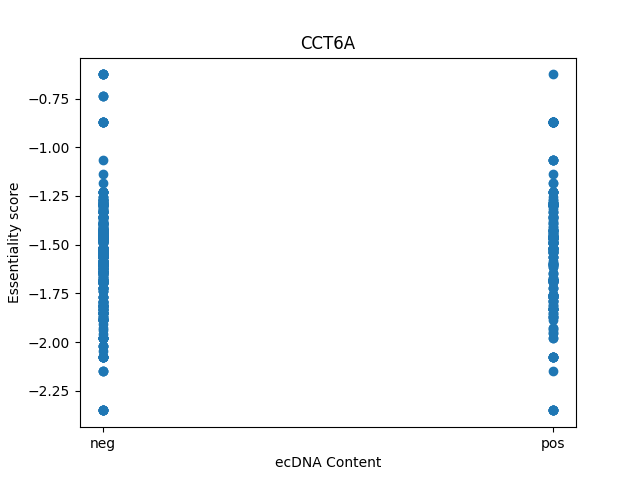 CCT6A
Essentiality score
−0.75
−1.00
−1.25
−1.50
−1.75
−2.00
−2.25
neg
pos
ecDNA Content